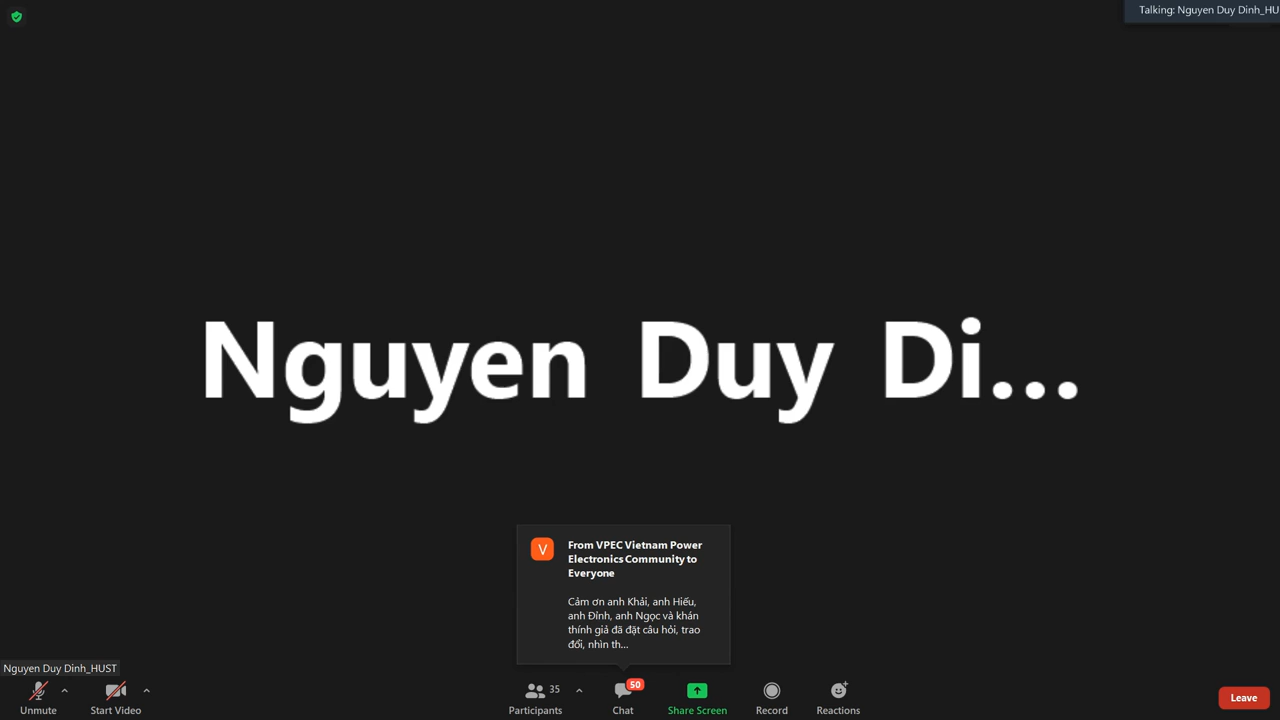 Talking: Nguyen Duy Dinh_HU
Nguyen Duy Di...
V
From VPEC Vietnam Power
Electronics Community to
Everyone
Cảm ơn anh Khải, anh Hiếu,
anh Đính, anh Ngọc và khán
thính giả đã đặt câu hỏi, trao
đổi, nhìn th...
Nguyen Duy Dinh_HUST
Unmute
Start Video
35
Participants
50
Chat
Share Screen
Record
Reactions
Leave